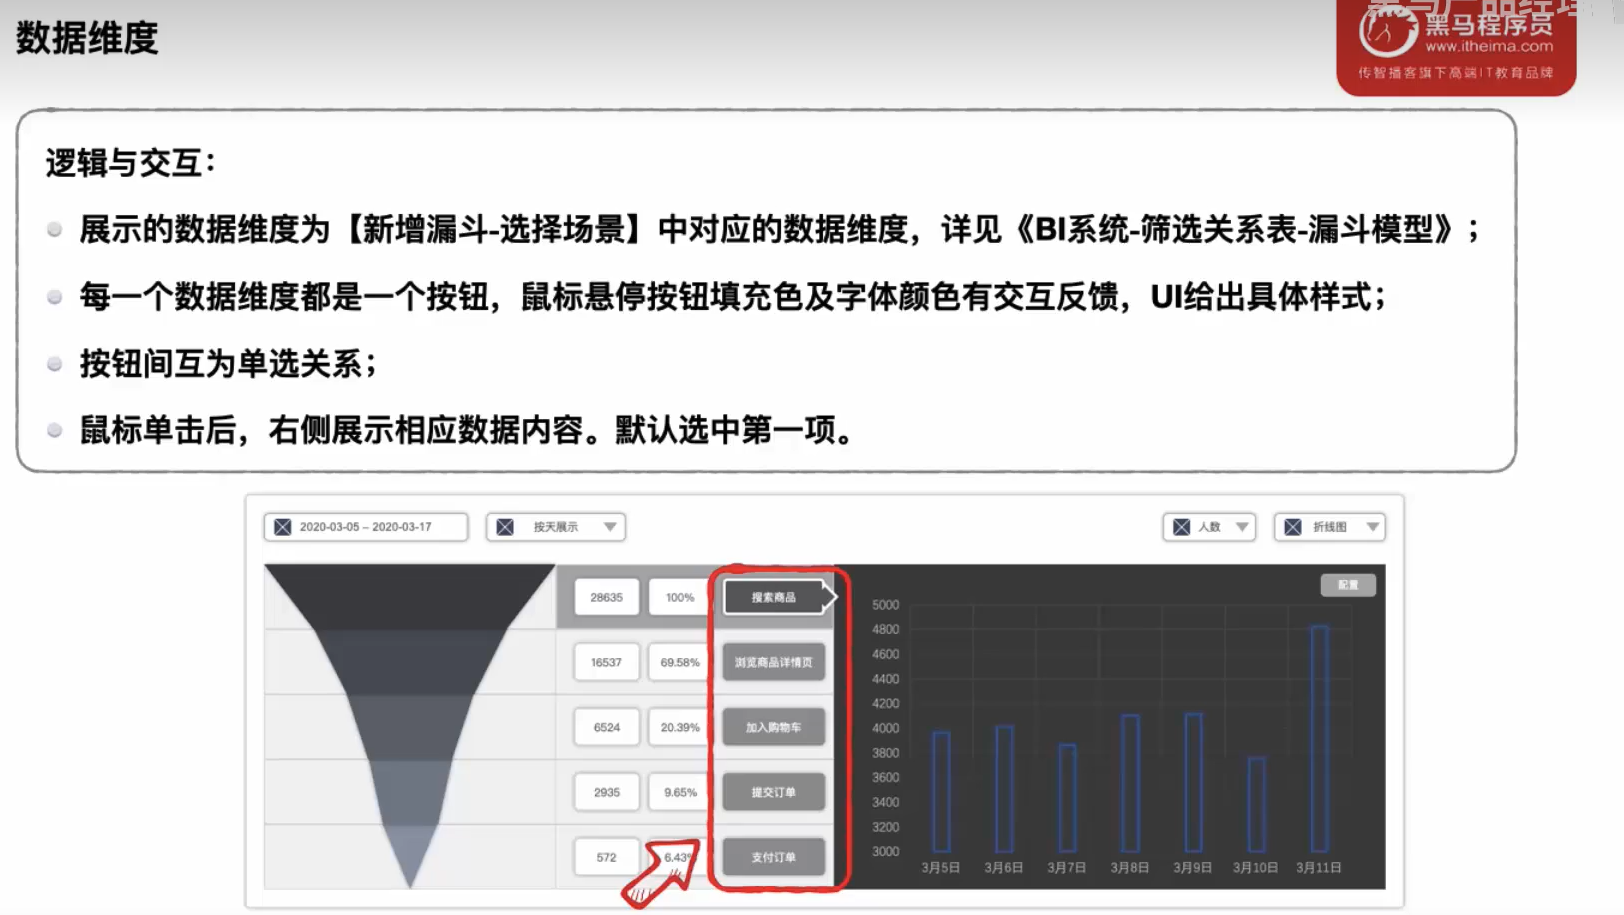 数据维度
黑马产品经理
黑马程序员
www.itheima.com
传智播客旗下高端IT教育品牌
逻辑与交互：
展示的数据维度为【新增漏斗-选择场景】中对应的数据维度，详见《BI系统-筛选关系表-漏斗模型》；
每一个数据维度都是一个按钮，鼠标悬停按钮填充色及字体颜色有交互反馈，UI给出具体样式；
按钮间互为单选关系；
鼠标单击后，右侧展示相应数据内容。默认选中第一项。
2020-03-05 – 2020-03-17 按天展示 人数 折线图
28635 100% 搜索商品
16537 69.58% 浏览商品详情页
6524 20.39% 加入购物车
2935 9.65% 提交订单
572 6.43% 支付订单
配置
5000
4800
4600
4400
4200
4000
3800
3600
3400
3200
3000
3月5日 3月6日 3月7日 3月8日 3月9日 3月10日 3月11日